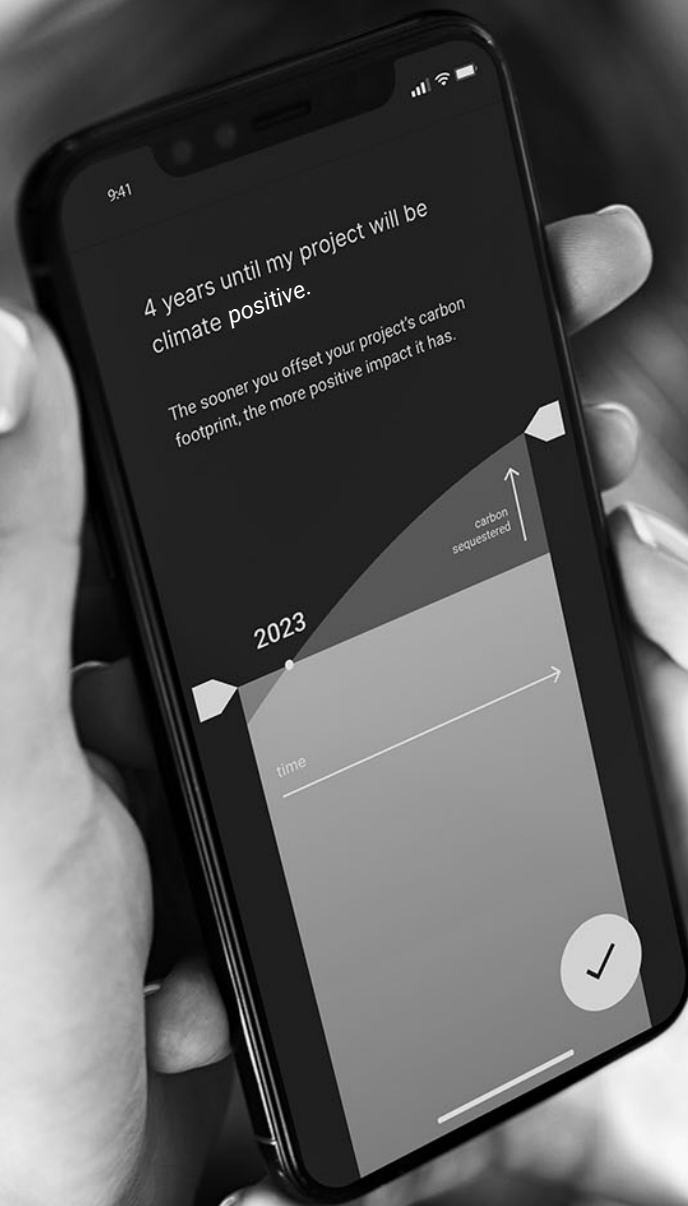 9:41
4 years until my project will be
climate positive.
The sooner you offset your project's carbon
footprint, the more positive impact it has.
carbon
sequestered
2023
time